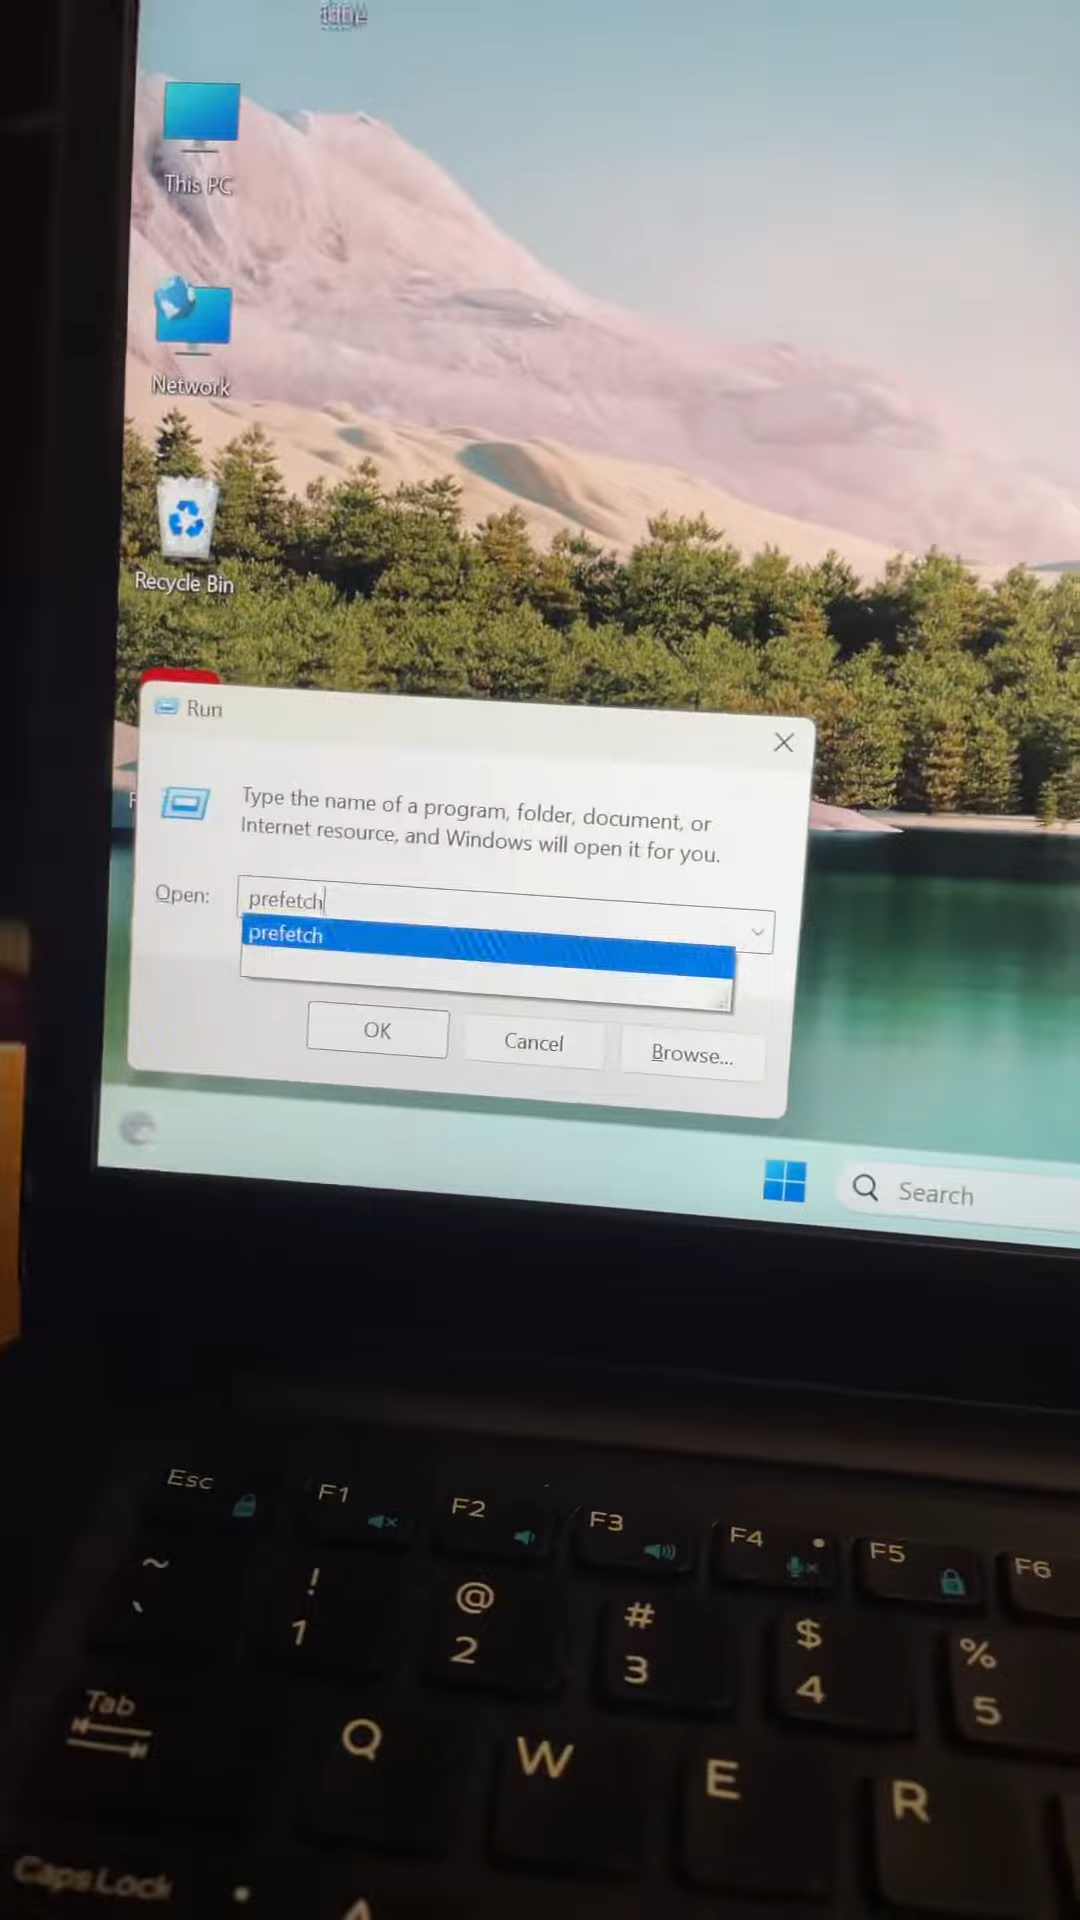 This PC
Network
Recycle Bin
Run
Type the name of a program, folder, document, or
Internet resource, and Windows will open it for you.
Open:
prefetch
prefetch
OK
Cancel
Browse...
Search
Esc
F1
F2
F3
F4
F5
F6
~
`
!
1
@
2
#
3
$
4
%
5
Tab
Q
W
E
R
Caps Lock
A